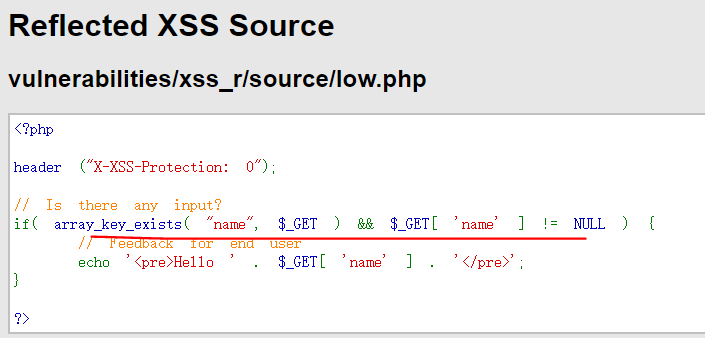 Reflected XSS Source
vulnerabilities/xss_r/source/low.php
<?php
header ("X-XSS-Protection: 0");
// Is there any input?
if( array_key_exists( "name", $_GET ) && $_GET[ 'name' ] != NULL ) {
// Feedback for end user
echo '<pre>Hello ' . $_GET[ 'name' ] . '</pre>';
}
?>